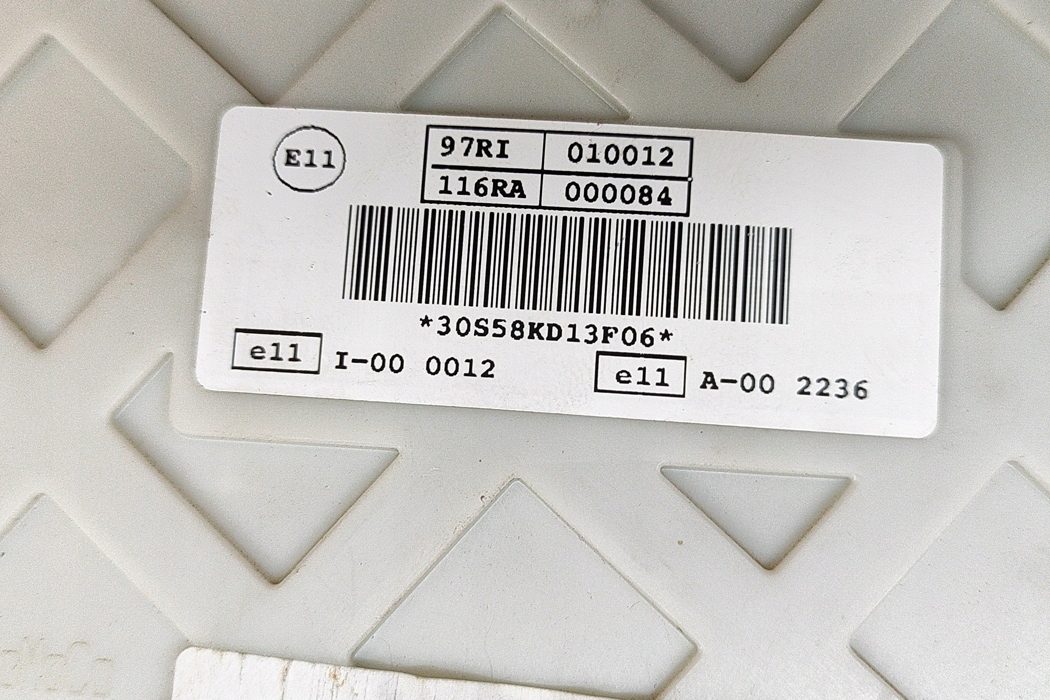 E11
97RI 010012
116RA 000084
*30S58KD13F06*
e11 I-00 0012 e11 A-00 2236